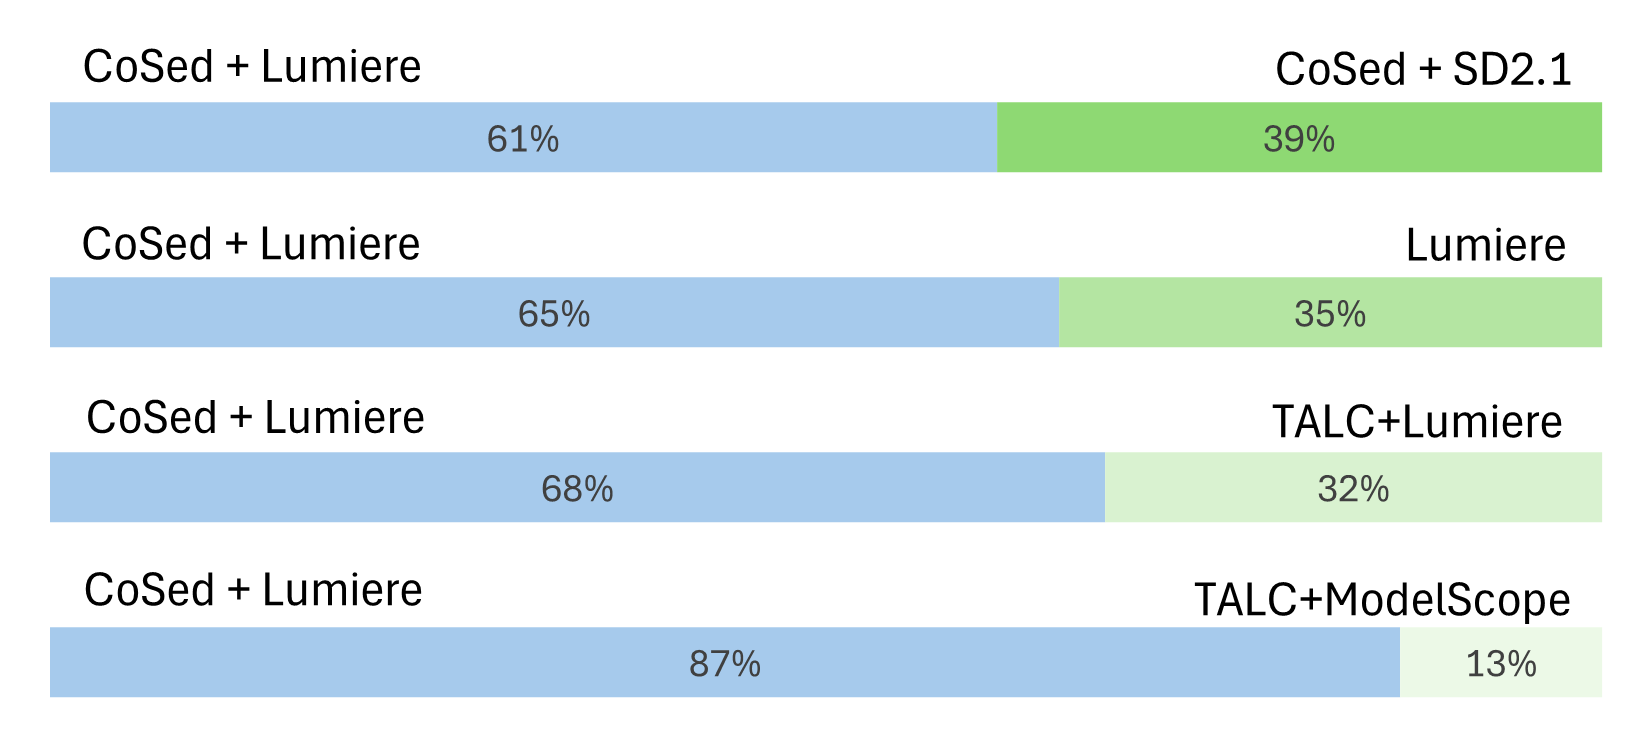 CoSed + Lumiere CoSed + SD2.1
61% 39%
CoSed + Lumiere Lumiere
65% 35%
CoSed + Lumiere TALC+Lumiere
68% 32%
CoSed + Lumiere TALC+ModelScope
87% 13%